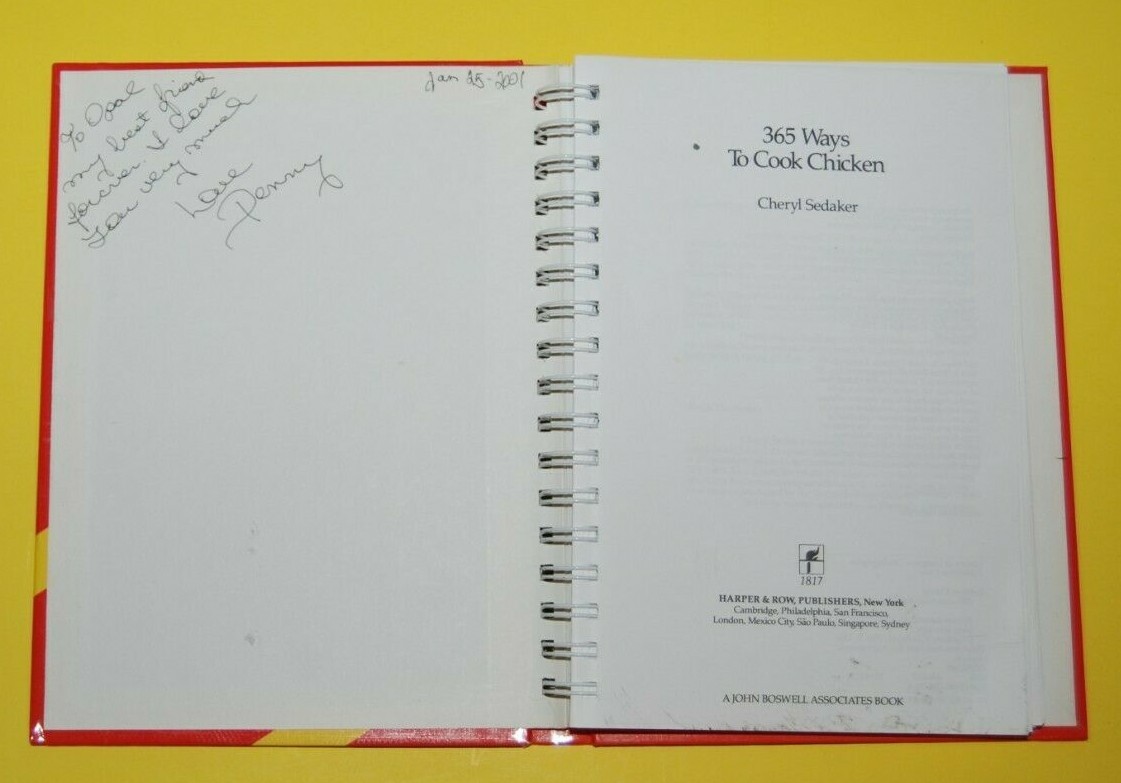 Jan 25-2001
To Opal
my best friend
forever. I Love
You very much
Love
Penny
365 Ways
To Cook Chicken
Cheryl Sedaker
1817
HARPER & ROW, PUBLISHERS, New York
Cambridge, Philadelphia, San Francisco,
London, Mexico City, São Paulo, Singapore, Sydney
A JOHN BOSWELL ASSOCIATES BOOK